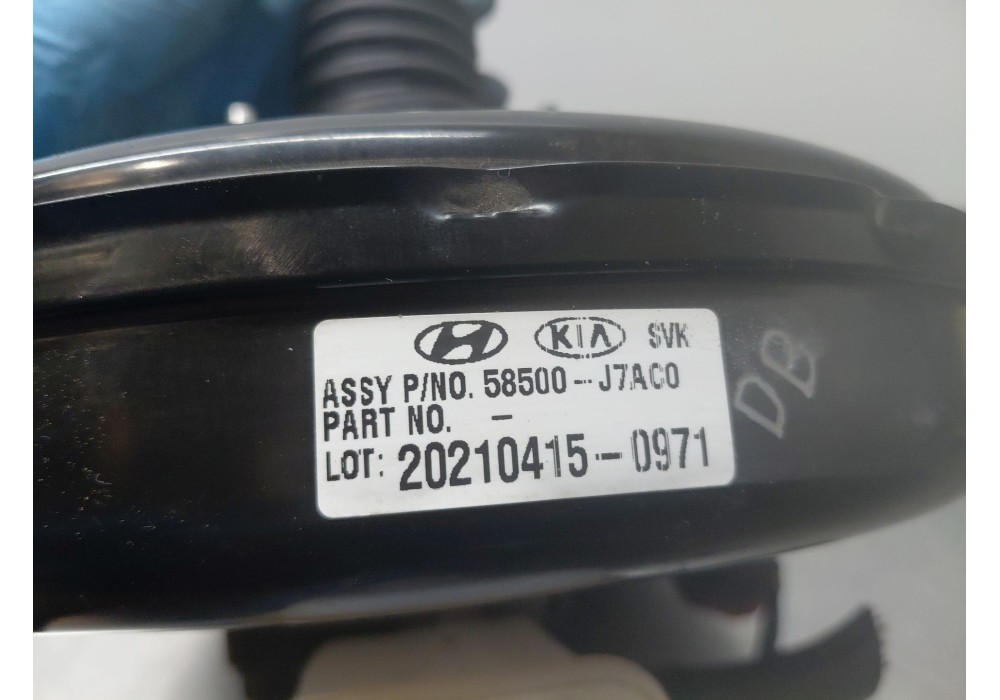 KIA SVK
ASSY P/NO. 58500-J7AC0
PART NO. -
LOT: 20210415-0971
DB